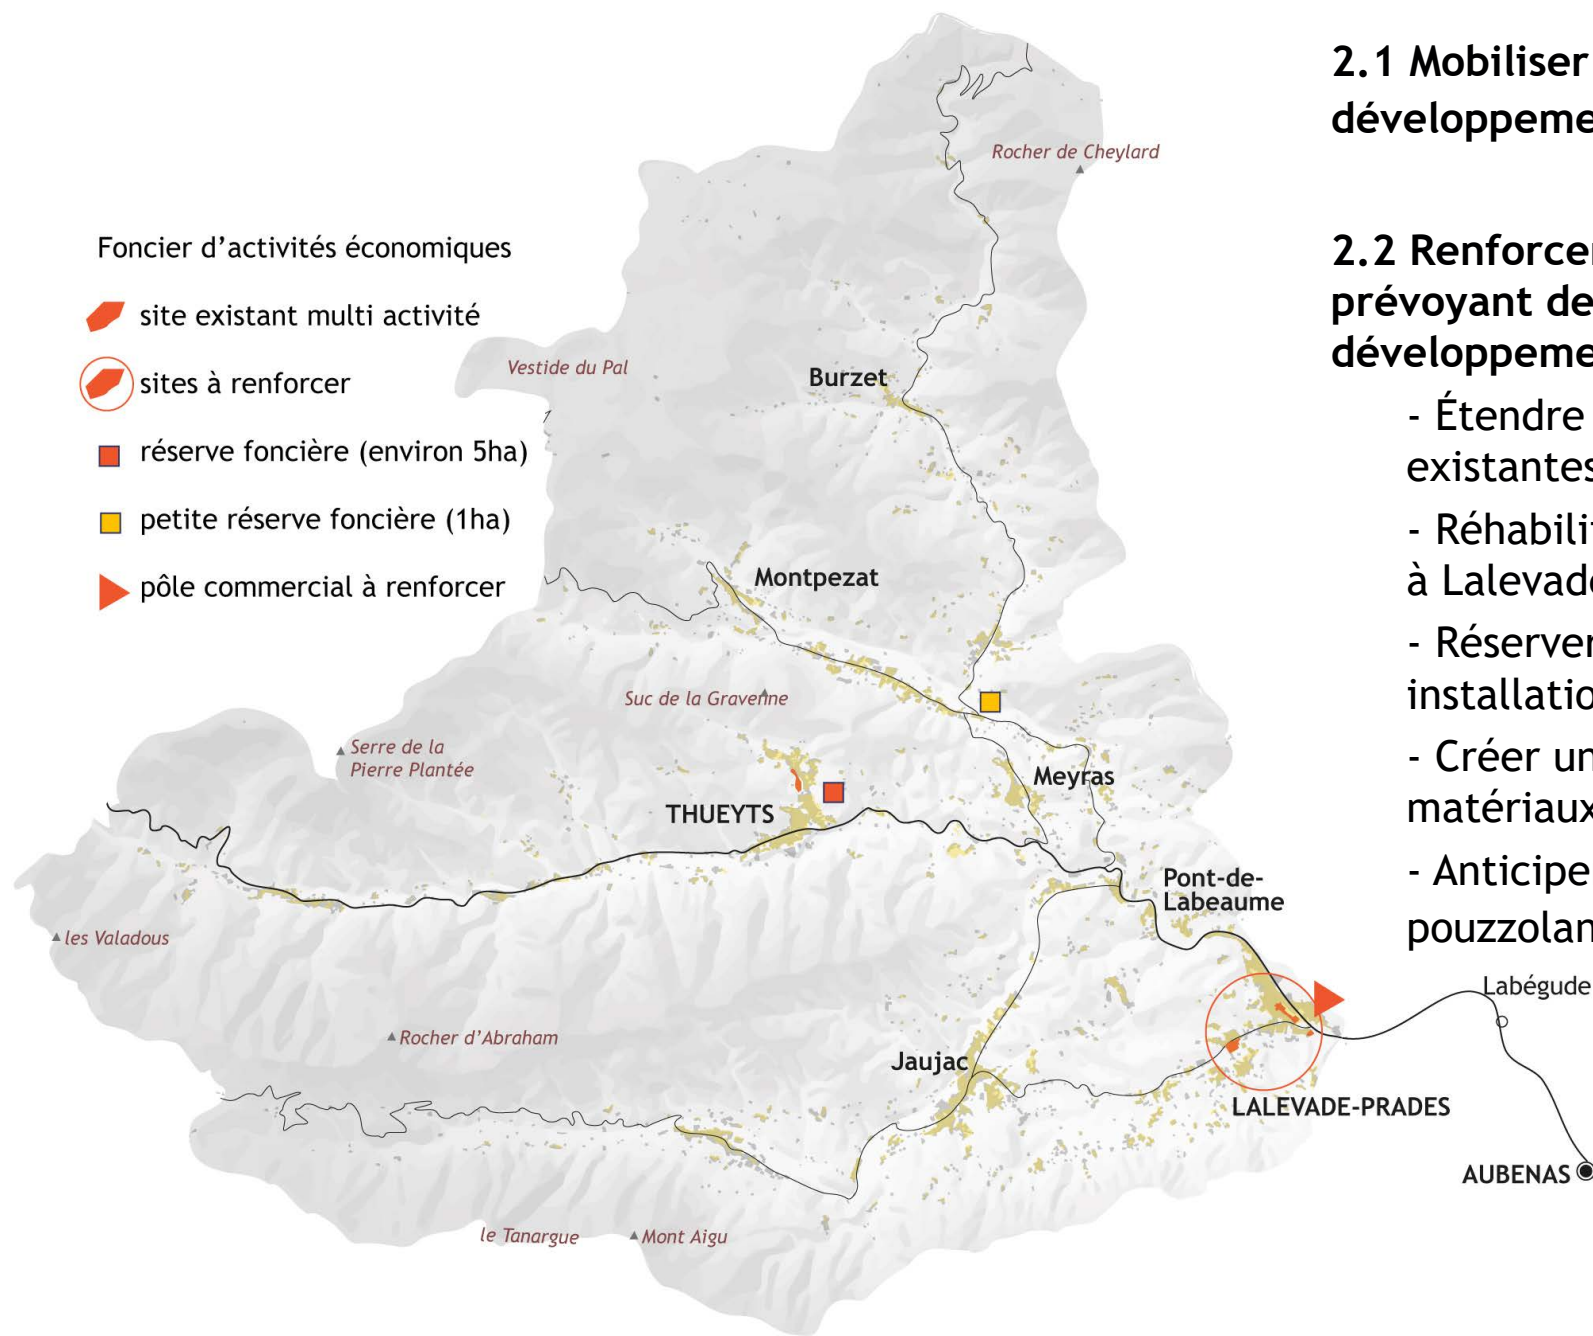 Foncier d'activités économiques
site existant multi activité
sites à renforcer
réserve foncière (environ 5ha)
petite réserve foncière (1ha)
pôle commercial à renforcer
Rocher de Cheylard
Vestide du Pal
Burzet
Montpezat
Suc de la Gravenne
Serre de la
Pierre Plantée
Meyras
THUEYTS
Pont-de-
Labeaume
les Valadous
Rocher d'Abraham
Jaujac
LALEVADE-PRADES
Labégude
AUBENAS
le Tanargue
Mont Aigu
2.1 Mobiliser
développeme
2.2 Renforcer
prévoyant de
développeme
- Étendre
existantes
- Réhabili
à Lalevade
- Réserver
installatio
- Créer un
matériaux
- Anticipe
pouzzolan